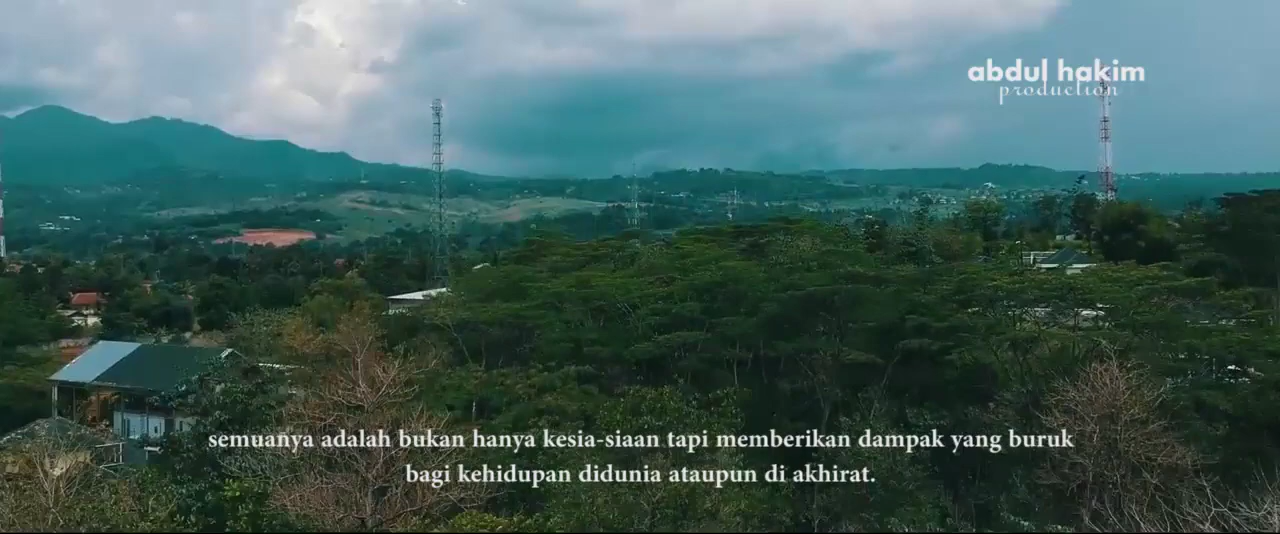 abdul hakim
production
semuanya adalah bukan hanya kesia-siaan tapi memberikan dampak yang buruk
bagi kehidupan didunia ataupun di akhirat.